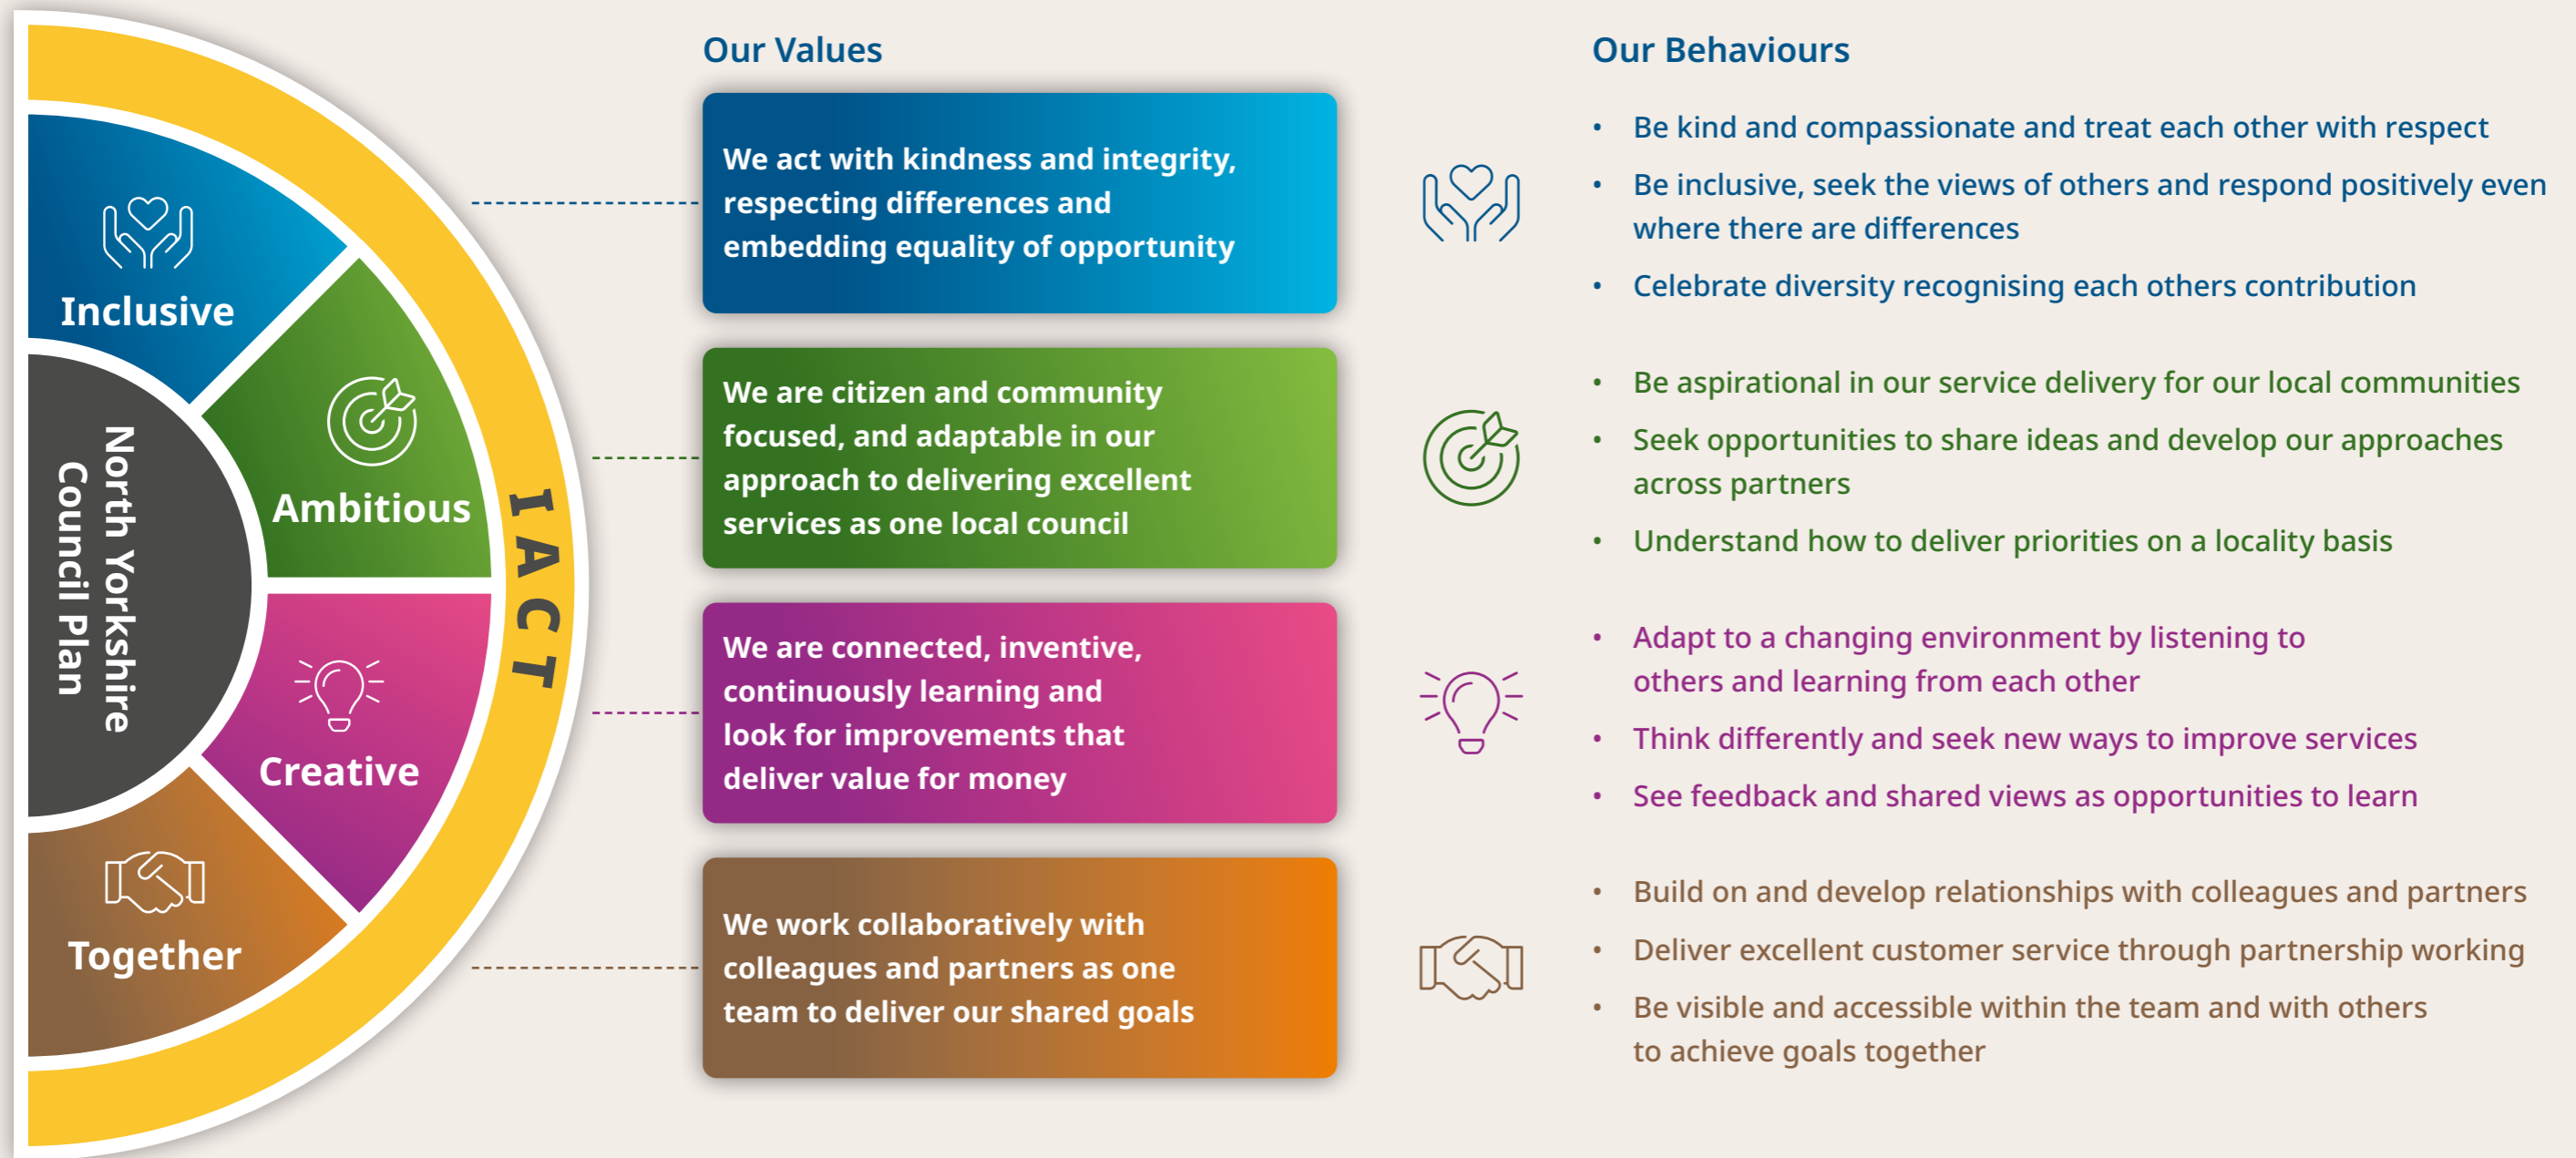 North Yorkshire
Council Plan
Inclusive
Ambitious
Creative
Together
I A C T
Our Values
We act with kindness and integrity,
respecting differences and
embedding equality of opportunity
We are citizen and community
focused, and adaptable in our
approach to delivering excellent
services as one local council
We are connected, inventive,
continuously learning and
look for improvements that
deliver value for money
We work collaboratively with
colleagues and partners as one
team to deliver our shared goals
Our Behaviours
• Be kind and compassionate and treat each other with respect
• Be inclusive, seek the views of others and respond positively even
where there are differences
• Celebrate diversity recognising each others contribution
• Be aspirational in our service delivery for our local communities
• Seek opportunities to share ideas and develop our approaches
across partners
• Understand how to deliver priorities on a locality basis
• Adapt to a changing environment by listening to
others and learning from each other
• Think differently and seek new ways to improve services
• See feedback and shared views as opportunities to learn
• Build on and develop relationships with colleagues and partners
• Deliver excellent customer service through partnership working
• Be visible and accessible within the team and with others
to achieve goals together